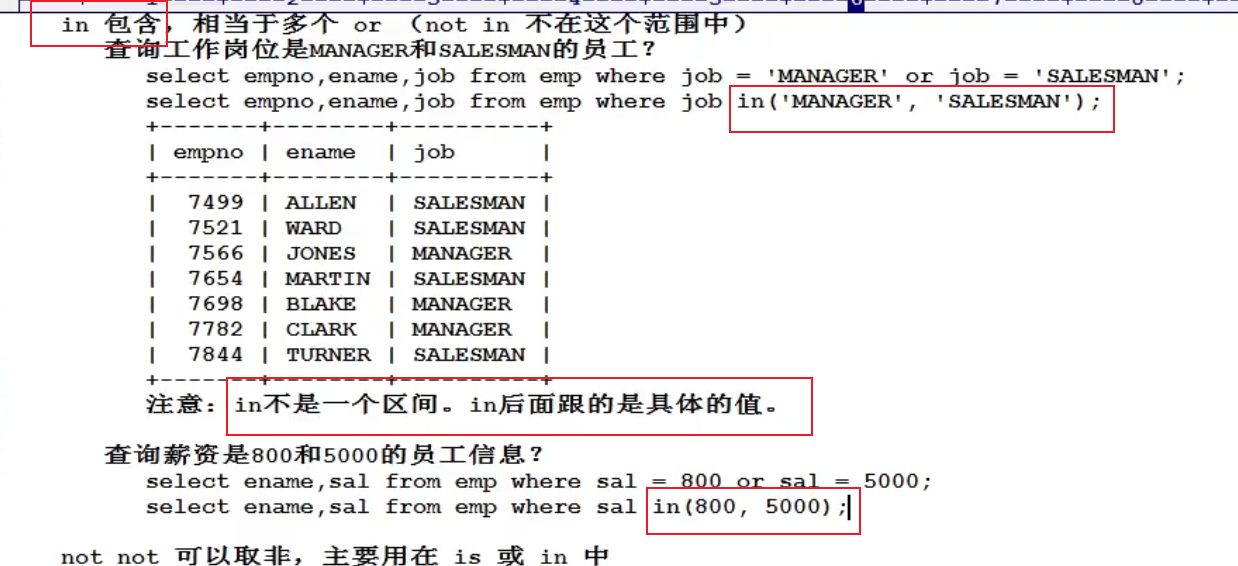 in 包含，相当于多个 or （not in 不在这个范围中）
查询工作岗位是MANAGER和SALESMAN的员工？
select empno,ename,job from emp where job = 'MANAGER' or job = 'SALESMAN';
select empno,ename,job from emp where job in('MANAGER', 'SALESMAN');
+-------+--------+----------+
| empno | ename  | job      |
+-------+--------+----------+
|  7499 | ALLEN  | SALESMAN |
|  7521 | WARD   | SALESMAN |
|  7566 | JONES  | MANAGER  |
|  7654 | MARTIN | SALESMAN |
|  7698 | BLAKE  | MANAGER  |
|  7782 | CLARK  | MANAGER  |
|  7844 | TURNER | SALESMAN |
+-------+--------+----------+
注意：in不是一个区间。in后面跟的是具体的值。
查询薪资是800和5000的员工信息？
select ename,sal from emp where sal = 800 or sal = 5000;
select ename,sal from emp where sal in(800, 5000);
not not 可以取非，主要用在 is 或 in 中